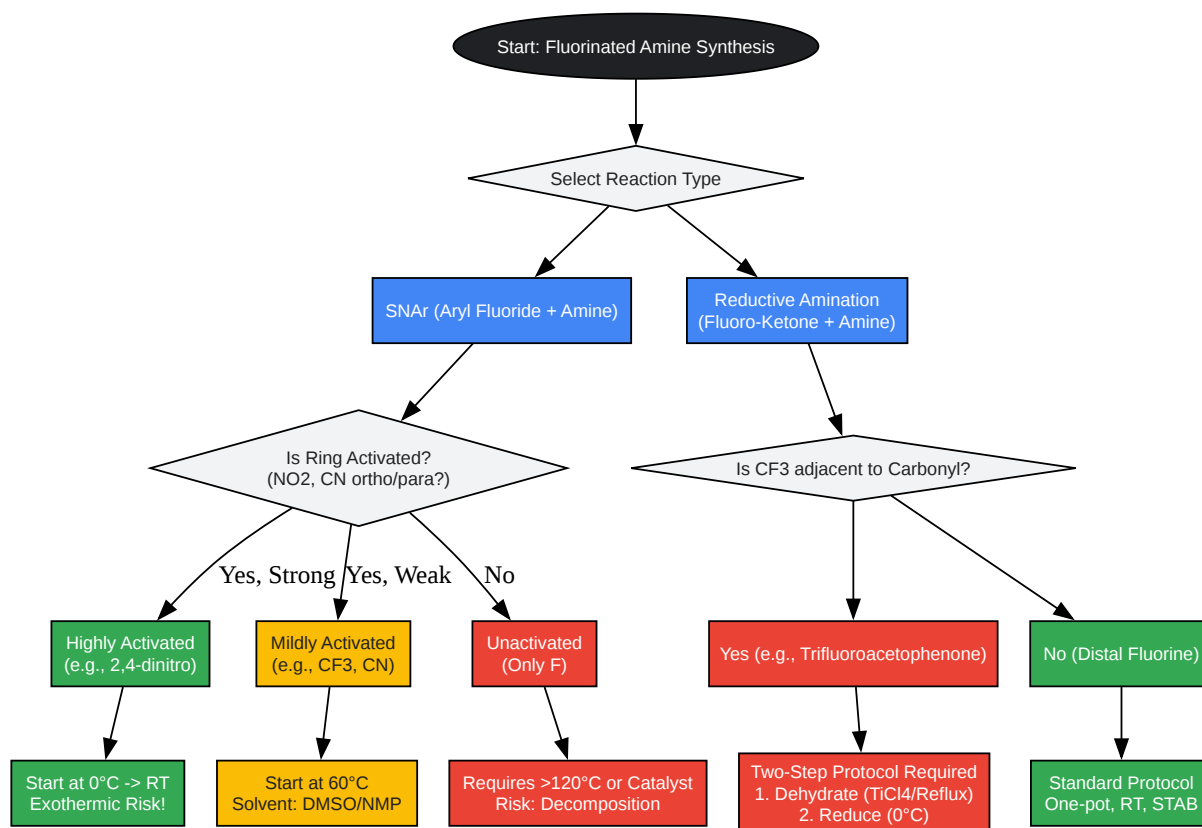 Start: Fluorinated Amine Synthesis
Select Reaction Type
SNAr (Aryl Fluoride + Amine)
Reductive Amination
(Fluoro-Ketone + Amine)
Is Ring Activated?
(NO2, CN ortho/para?)
Is CF3 adjacent to Carbonyl?
Yes, Strong
Yes, Weak
No
Highly Activated
(e.g., 2,4-dinitro)
Mildly Activated
(e.g., CF3, CN)
Unactivated
(Only F)
Yes (e.g., Trifluoroacetophenone)
No (Distal Fluorine)
Start at 0°C -> RT
Exothermic Risk!
Start at 60°C
Solvent: DMSO/NMP
Requires >120°C or Catalyst
Risk: Decomposition
Two-Step Protocol Required
1. Dehydrate (TiCl4/Reflux)
2. Reduce (0°C)
Standard Protocol
One-pot, RT, STAB